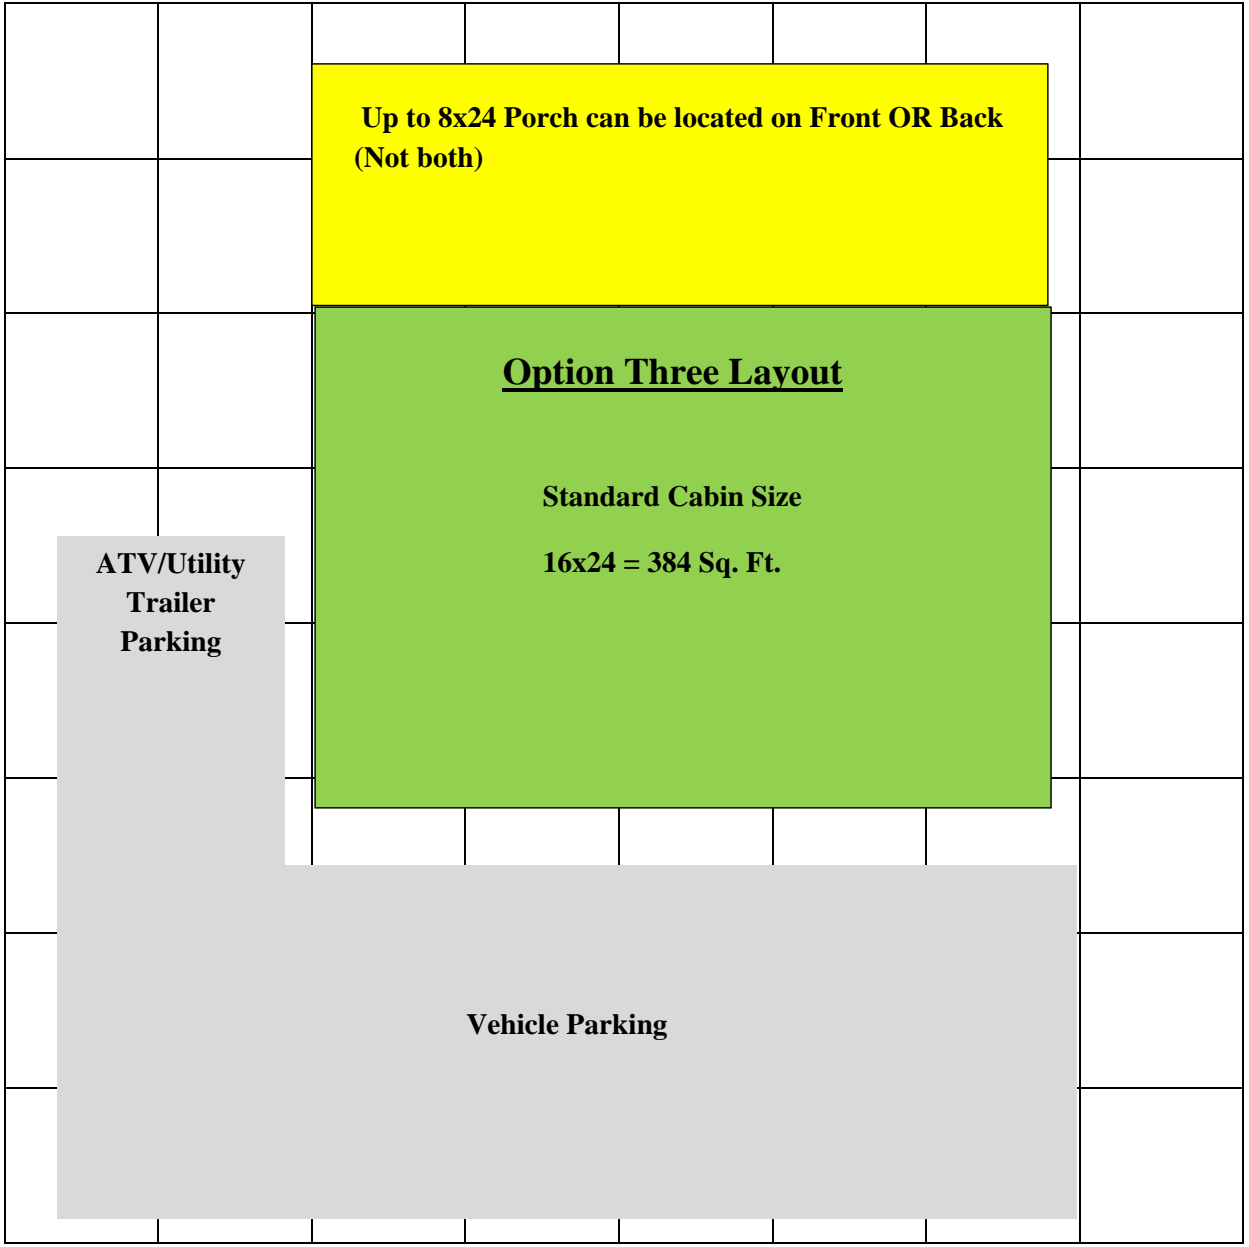 Up to 8x24 Porch can be located on Front OR Back
(Not both)
Option Three Layout
Standard Cabin Size
16x24 = 384 Sq. Ft.
ATV/Utility
Trailer
Parking
Vehicle Parking